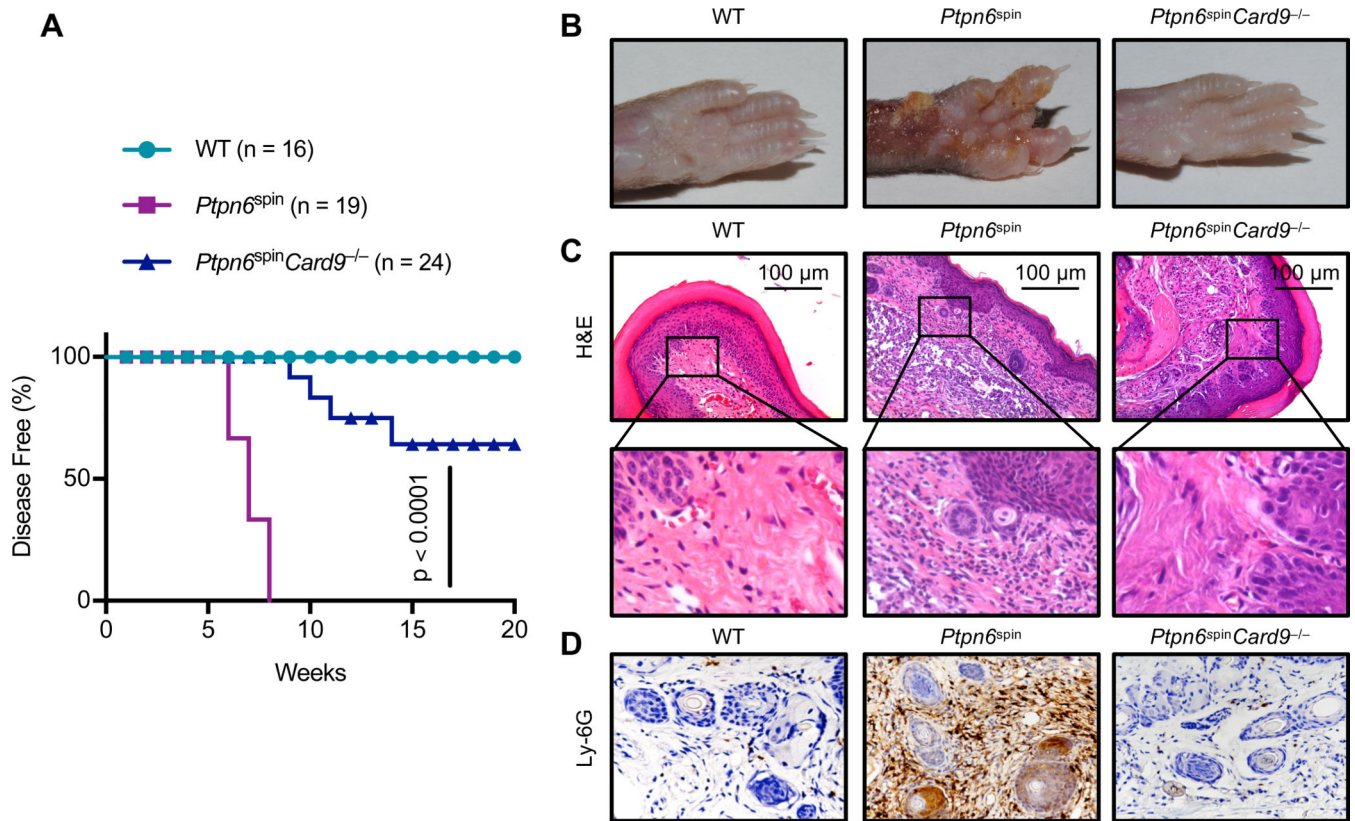 A
WT (n = 16)
Ptpn6spin (n = 19)
Ptpn6spinCard9–/– (n = 24)
Disease Free (%)
100
50
0
p < 0.0001
0 5 10 15 20
Weeks
B
WT Ptpn6spin Ptpn6spinCard9–/–
WT Ptpn6spin Ptpn6spinCard9–/–
C
H&E
100 µm 100 µm 100 µm
WT Ptpn6spin Ptpn6spinCard9–/–
D
Ly-6G